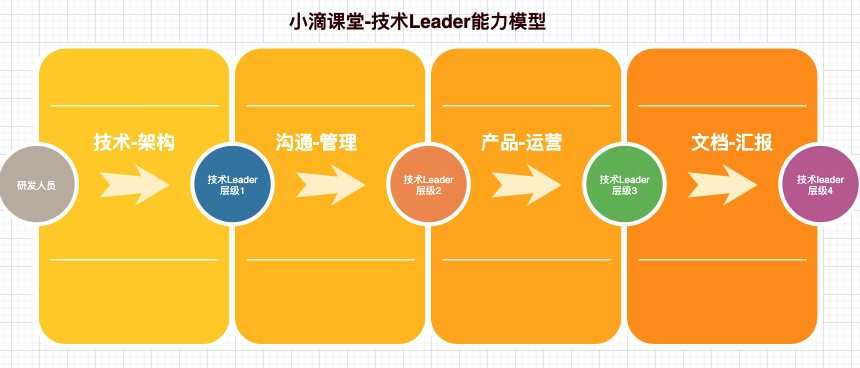 小滴课堂-技术Leader能力模型
技术-架构
沟通-管理
产品-运营
文档-汇报
研发人员
技术Leader
层级1
技术Leader
层级2
技术Leader
层级3
技术leader
层级4